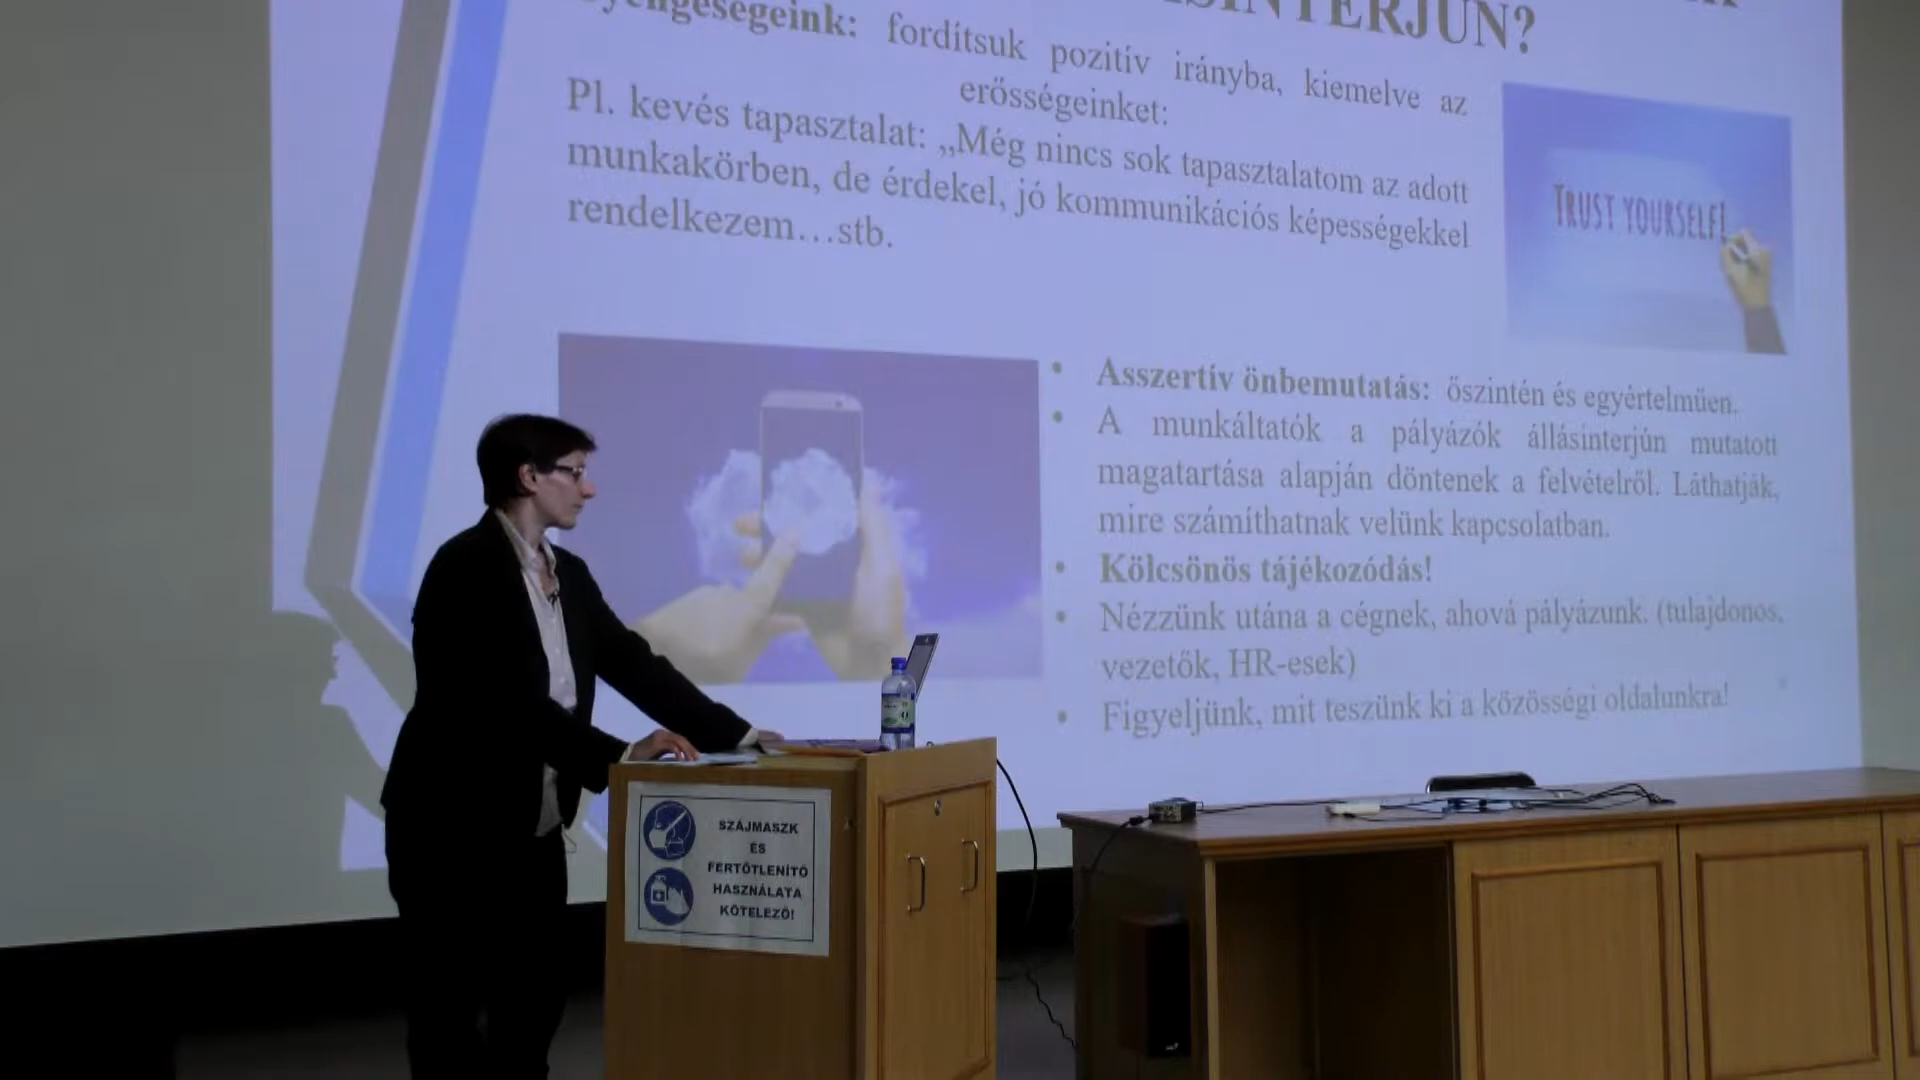 INTERJÚN?
fordítsuk pozitív irányba, kiemelve az
erősségeinket:
Pl. kevés tapasztalat: „Még nincs sok tapasztalatom az adott
munkakörben, de érdekel, jó kommunikációs képességekkel
rendelkezem…stb.
TRUST YOURSELF!
• Asszertív önbemutatás: őszintén és egyértelműen.
• A munkáltatók a pályázók állásinterjún mutatott
magatartása alapján döntenek a felvételről. Láthatják,
mire számíthatnak velünk kapcsolatban.
• Kölcsönös tájékozódás!
• Nézzünk utána a cégnek, ahová pályázunk. (tulajdonos,
vezetők, HR-esek)
• Figyeljünk, mit teszünk ki a közösségi oldalunkra!
SZÁJMASZK
ÉS
FERTŐTLENÍTŐ
HASZNÁLATA
KÖTELEZŐ!